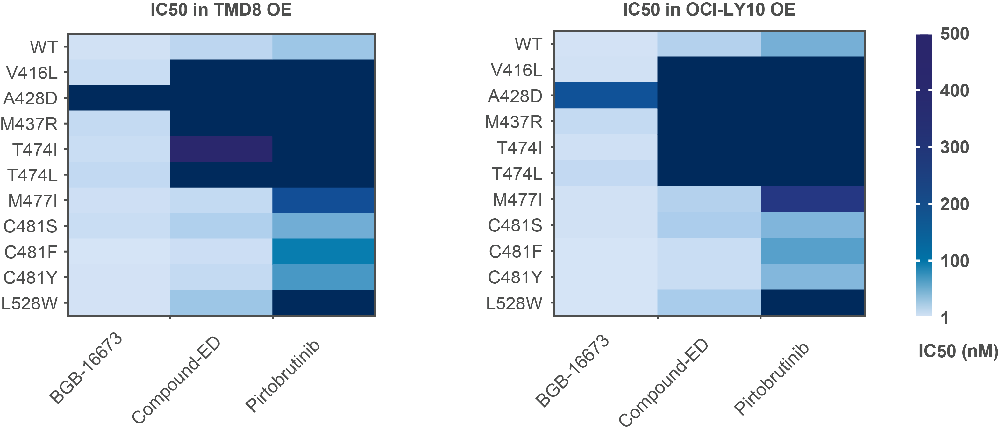 IC50 in TMD8 OE
WT
V416L
A428D
M437R
T474I
T474L
M477I
C481S
C481F
C481Y
L528W
BGB-16673
Compound-ED
Pirtobrutinib
IC50 in OCI-LY10 OE
WT
V416L
A428D
M437R
T474I
T474L
M477I
C481S
C481F
C481Y
L528W
BGB-16673
Compound-ED
Pirtobrutinib
500
400
300
200
100
1
IC50 (nM)